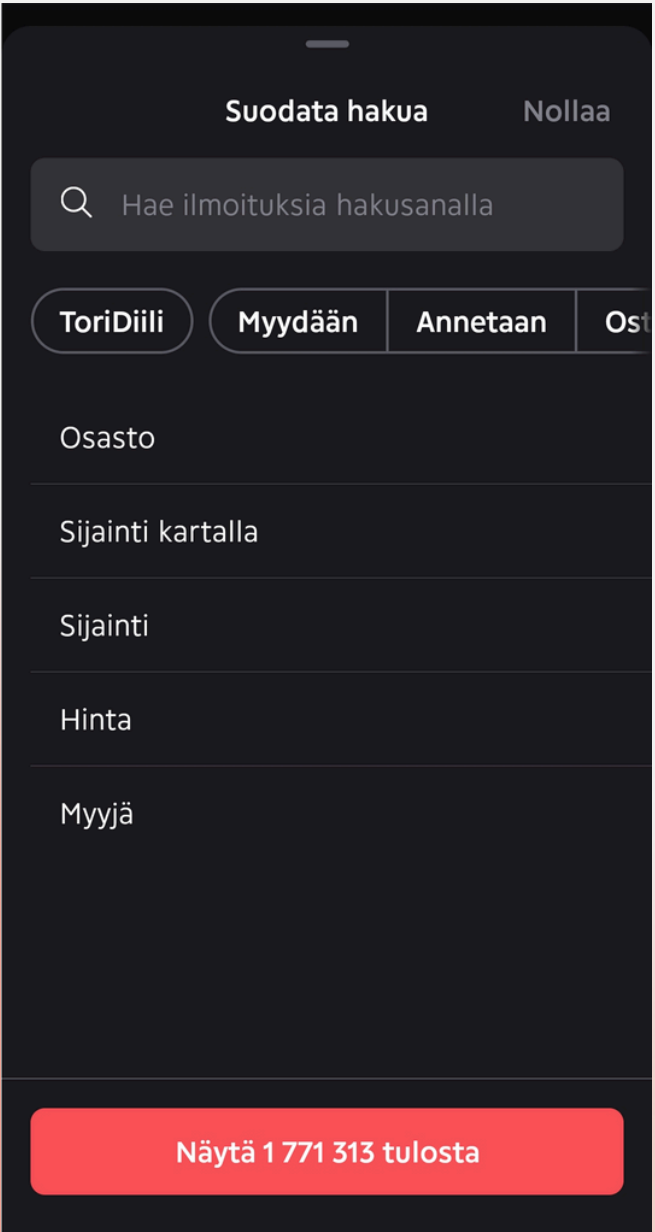 Suodata hakua Nollaa
Hae ilmoituksia hakusanalla
ToriDiili Myydään Annetaan Ost
Osasto
Sijainti kartalla
Sijainti
Hinta
Myyjä
Näytä 1 771 313 tulosta